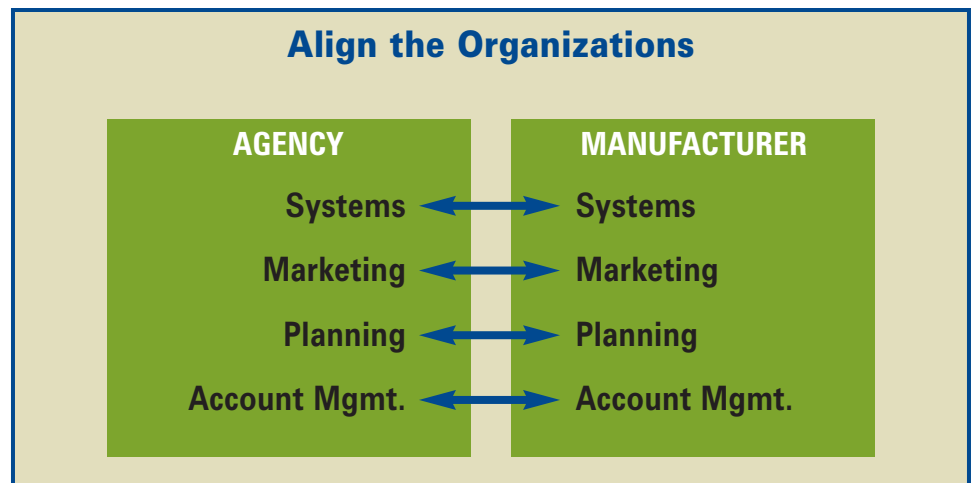 Align the Organizations
AGENCY MANUFACTURER
Systems Systems
Marketing Marketing
Planning Planning
Account Mgmt. Account Mgmt.